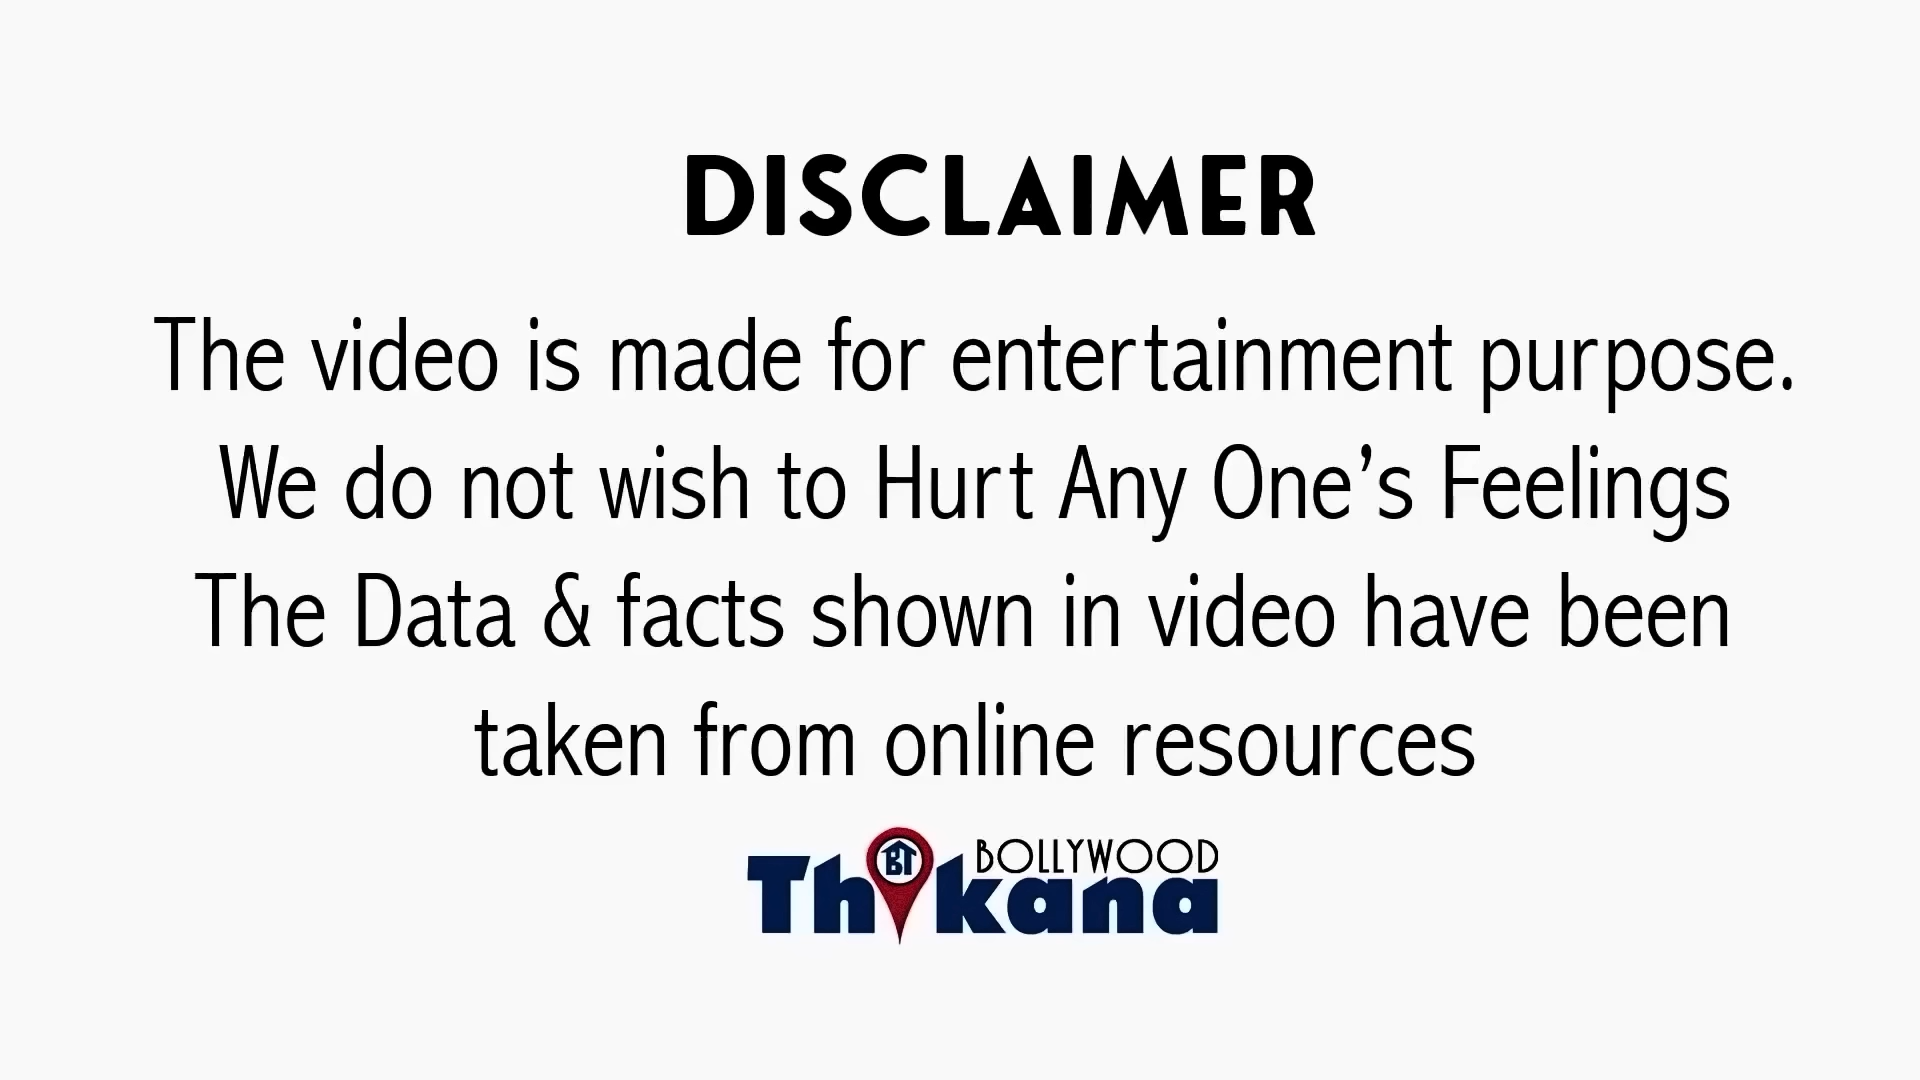 DISCLAIMER
The video is made for entertainment purpose.
We do not wish to Hurt Any One’s Feelings
The Data & facts shown in video have been
taken from online resources
BOLLYWOOD
BT
Thikana